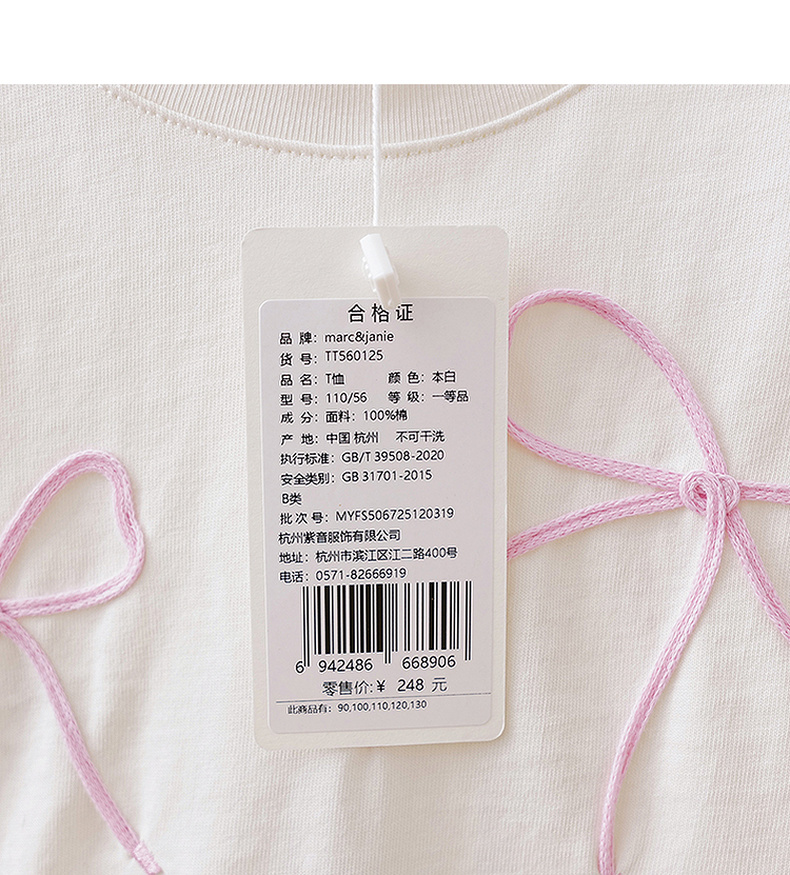 合格证
品 牌: marc&janie
货 号: TT560125
品 名: T恤 颜 色: 本白
型 号: 110/56 等 级: 一等品
成 分: 面料: 100%棉
产 地: 中国 杭州 不可干洗
执行标准: GB/T 39508-2020
安全类别: GB 31701-2015
B类
批 次 号: MYFS506725120319
杭州紫音服饰有限公司
地址: 杭州市滨江区江二路400号
电话: 0571-82666919
6 942486 668906
零售价:¥ 248 元
此商品有: 90,100,110,120,130